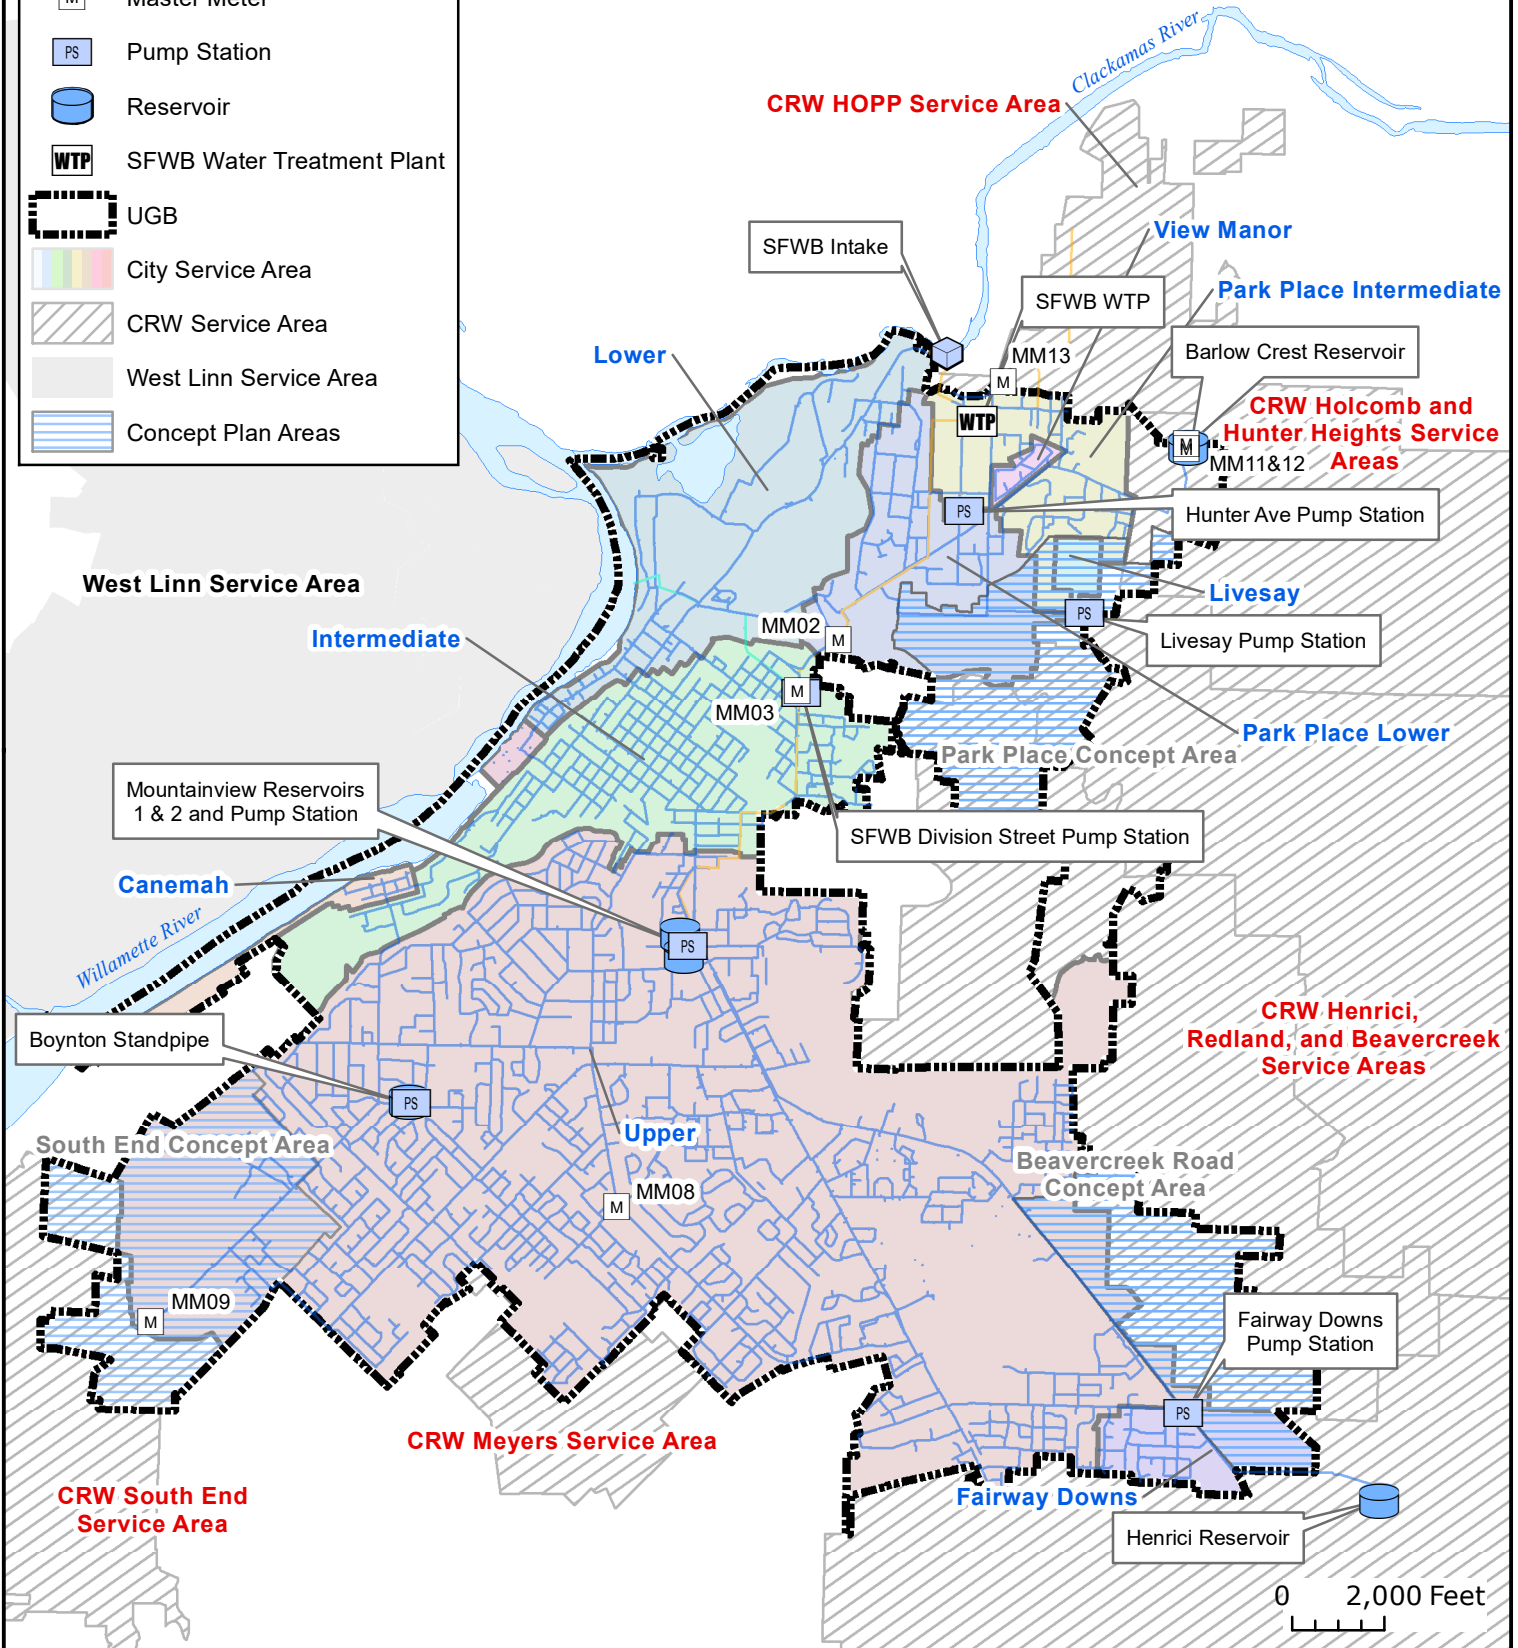 M
Master Meter
PS
Pump Station
Reservoir
WTP
SFWB Water Treatment Plant
UGB
City Service Area
CRW Service Area
West Linn Service Area
Concept Plan Areas
Clackamas River
CRW HOPP Service Area
View Manor
SFWB Intake
Park Place Intermediate
SFWB WTP
Lower
MM13
M
Barlow Crest Reservoir
CRW Holcomb and
Hunter Heights Service
Areas
WTP
M
MM11&12
PS
Hunter Ave Pump Station
West Linn Service Area
Livesay
PS
Intermediate
MM02
M
Livesay Pump Station
M
MM03
Park Place Lower
Park Place Concept Area
Mountainview Reservoirs
1 & 2 and Pump Station
SFWB Division Street Pump Station
Canemah
Willamette River
PS
CRW Henrici,
Redland, and Beavercreek
Service Areas
Boynton Standpipe
PS
Upper
South End Concept Area
Beavercreek Road
Concept Area
MM08
M
MM09
M
Fairway Downs
Pump Station
PS
CRW Meyers Service Area
CRW South End
Service Area
Fairway Downs
Henrici Reservoir
0 2,000 Feet